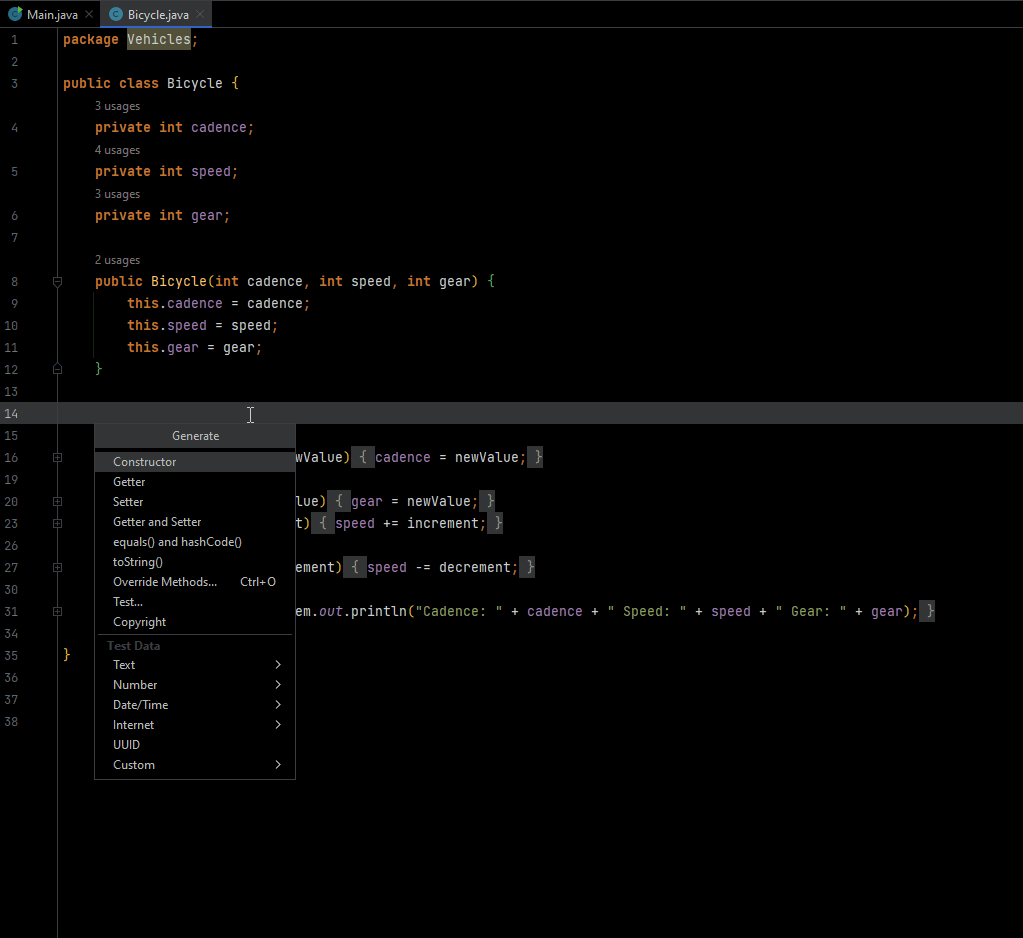 Main.java Bicycle.java
1 package Vehicles;
2
3 public class Bicycle {
3 usages
4 private int cadence;
4 usages
5 private int speed;
3 usages
6 private int gear;
7
2 usages
8 public Bicycle(int cadence, int speed, int gear) {
9 this.cadence = cadence;
10 this.speed = speed;
11 this.gear = gear;
12 }
13
14
15
Generate
16 wValue) { cadence = newValue; }
Constructor
19
Getter
20 lue) { gear = newValue; }
Setter
23 t) { speed += increment; }
Getter and Setter
26
equals() and hashCode()
27 ement) { speed -= decrement; }
toString()
Override Methods... Ctrl+O
30
Test...
31 em.out.println("Cadence: " + cadence + " Speed: " + speed + " Gear: " + gear); }
Copyright
34
Test Data
35 }
Text
36
Number
37
Date/Time
38
Internet
UUID
Custom